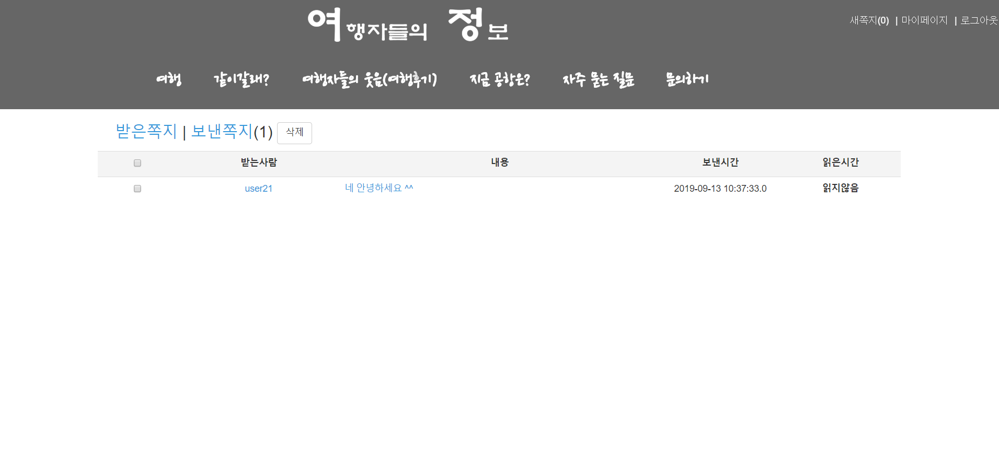 여행자들의 정보
새쪽지(0) | 마이페이지 | 로그아웃
여행 같이갈래? 여행자들의 웃음(여행후기) 지금 공항은? 자주 묻는 질문 문의하기
받은쪽지 | 보낸쪽지(1) 삭제
받는사람 내용 보낸시간 읽은시간
user21 네 안녕하세요 ^^ 2019-09-13 10:37:33.0 읽지않음